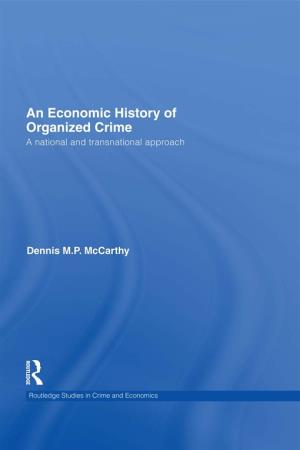 An Economic History of
Organized Crime
A national and transnational approach
Dennis M.P. McCarthy
Routledge
Routledge Studies in Crime and Economics